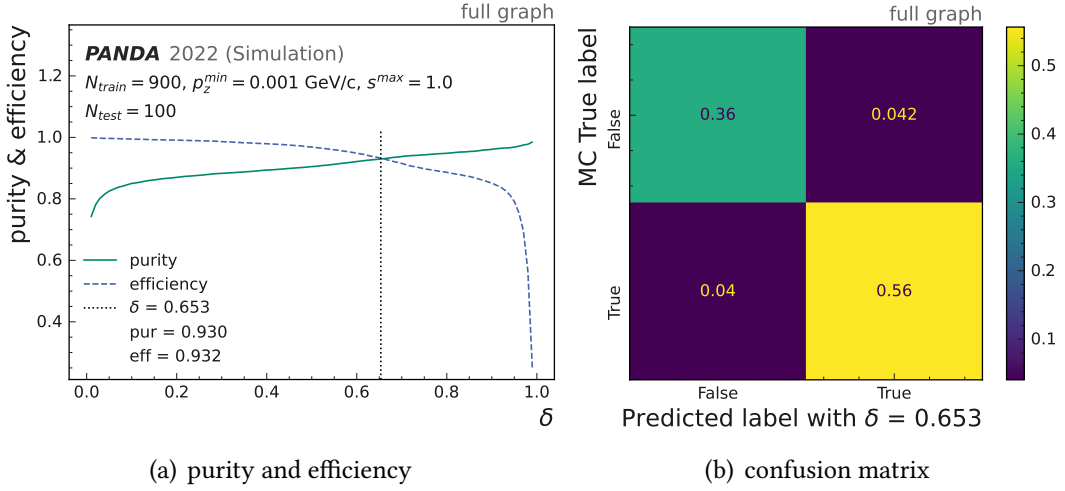 full graph
PANDA 2022 (Simulation)
N_train = 900, p_z^min = 0.001 GeV/c, s^max = 1.0
N_test = 100
purity & efficiency
1.2
1.0
0.8
0.6
0.4
purity
efficiency
δ = 0.653
pur = 0.930
eff = 0.932
0.0 0.2 0.4 0.6 0.8 1.0
δ
(a) purity and efficiency
full graph
MC True label
False
True
0.36 0.042
0.04 0.56
False True
Predicted label with δ = 0.653
0.5
0.4
0.3
0.2
0.1
(b) confusion matrix